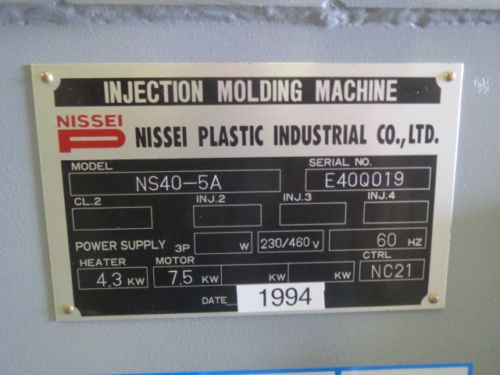 INJECTION MOLDING MACHINE
NISSEI
P NISSEI PLASTIC INDUSTRIAL CO.,LTD.
MODEL SERIAL NO.
NS40-5A E40Q019
CL.2 INJ.2 INJ.3 INJ.4
POWER SUPPLY 3P W 230/460 V 60 HZ
HEATER MOTOR CTRL
4.3 KW 7.5 KW KW KW NC21
DATE 1994